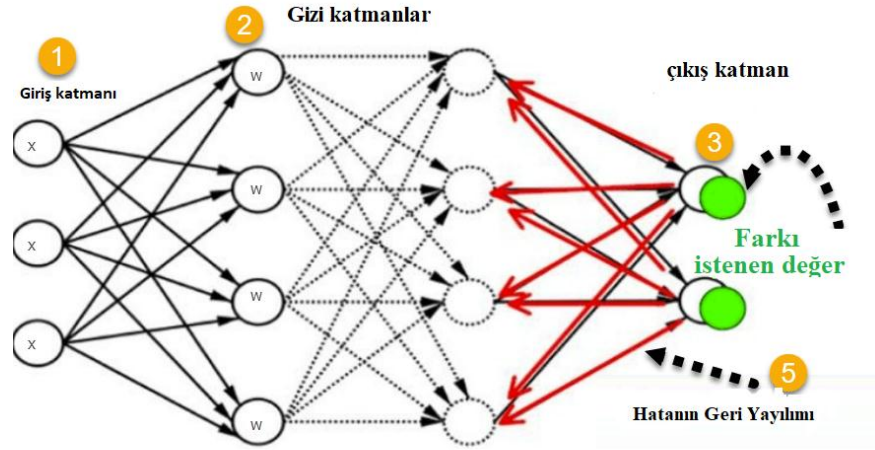 Gizi katmanlar
2
1
çıkış katman
Giriş katmanı
w
x
3
w
Farkı
istenen değer
x
w
x
5
Hatanın Geri Yayılımı
w